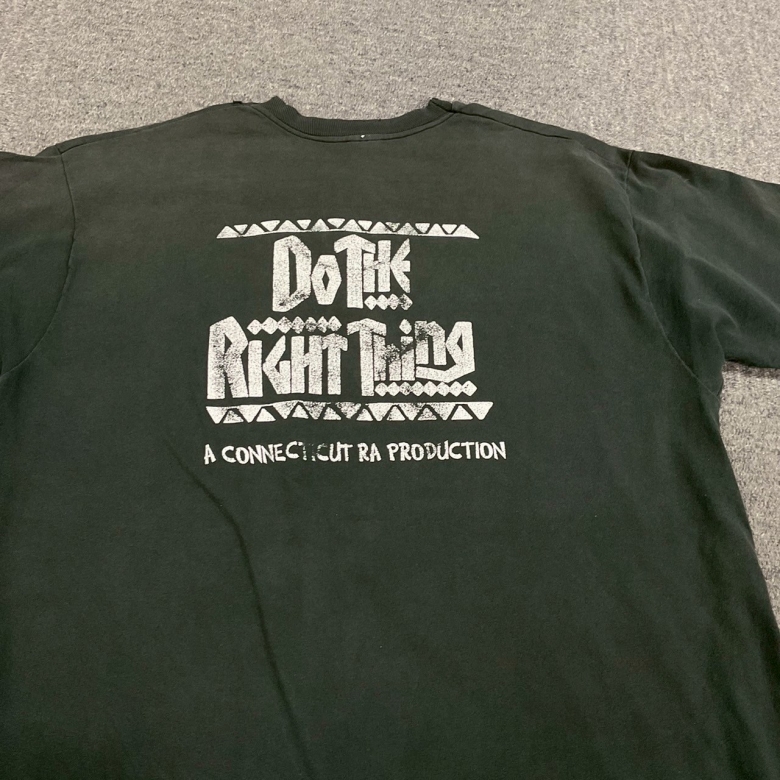 Do THE
RIGHT Thing
A CONNECTICUT RA PRODUCTION